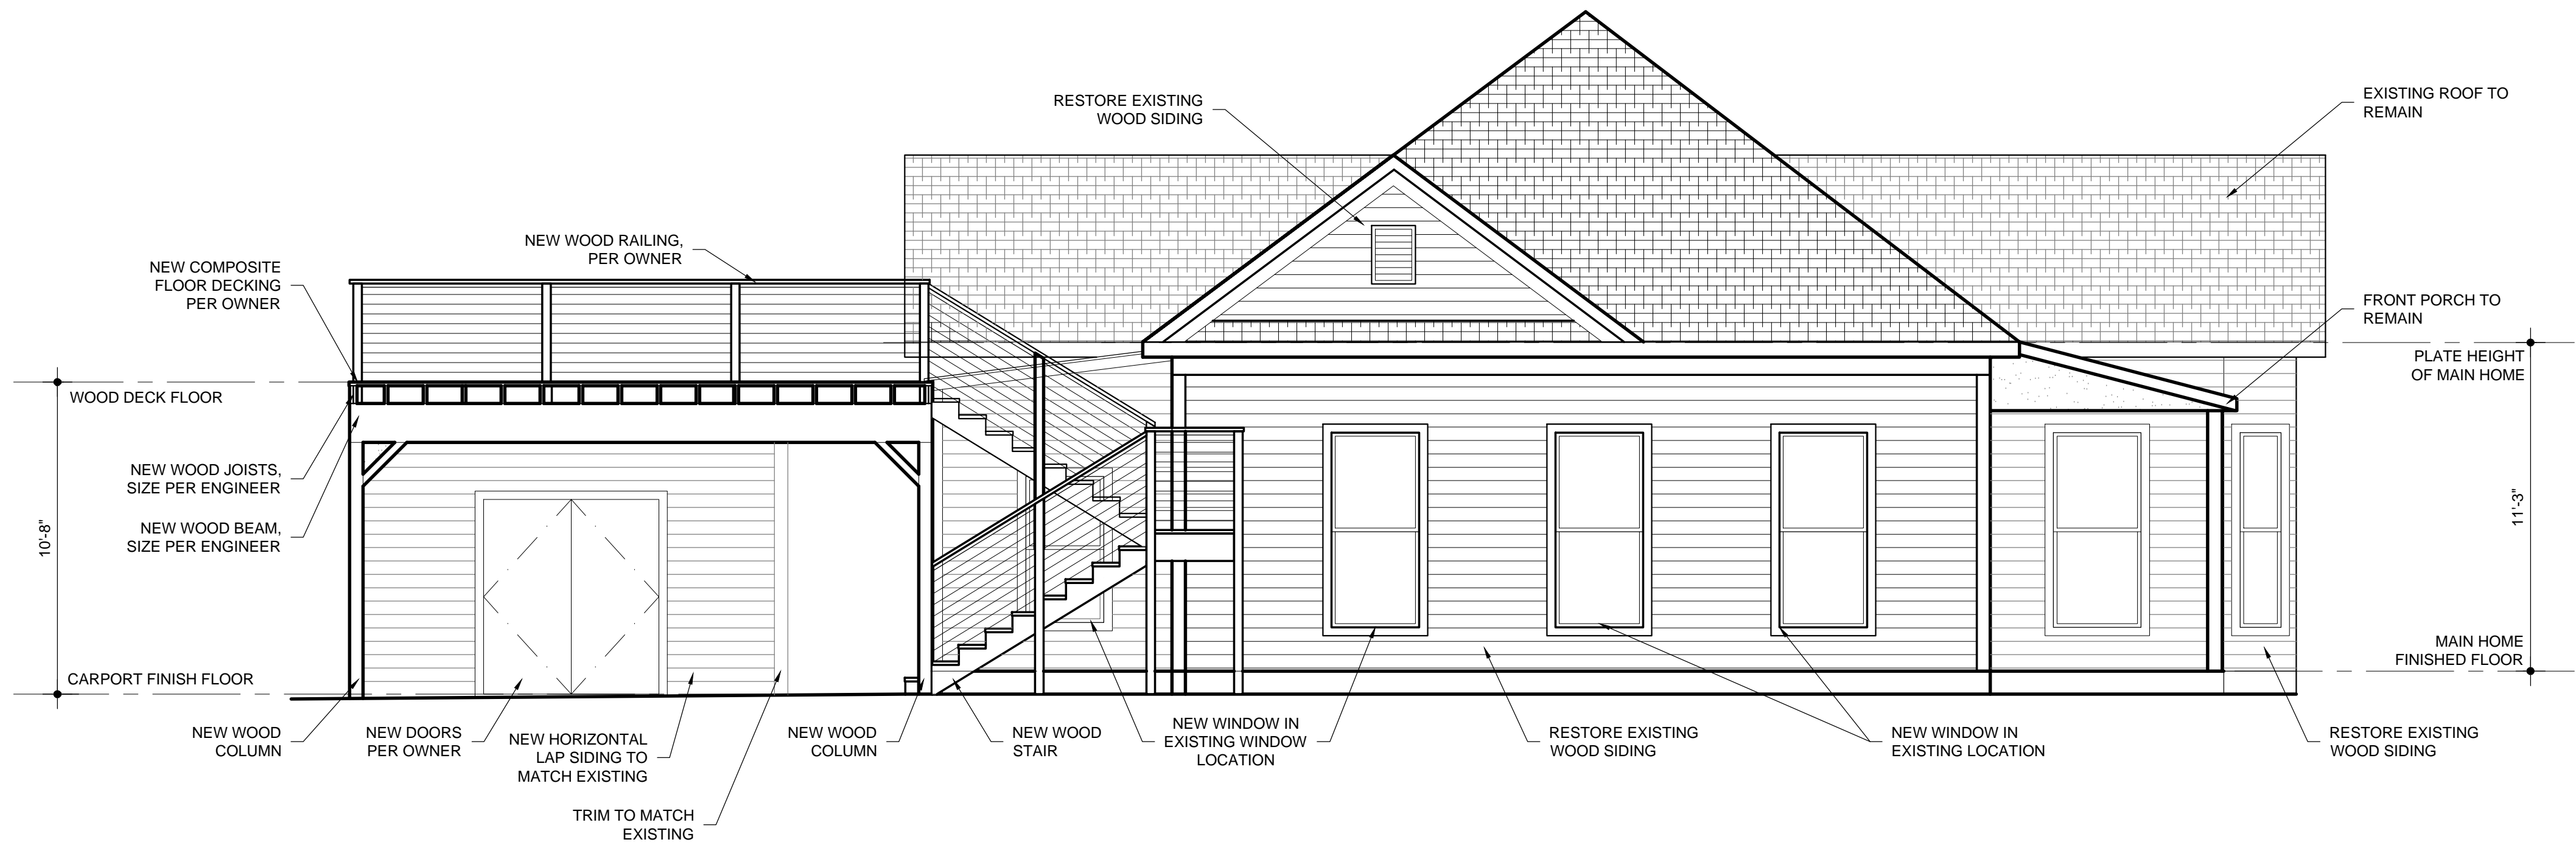 RESTORE EXISTING
WOOD SIDING
EXISTING ROOF TO
REMAIN
NEW WOOD RAILING,
PER OWNER
NEW COMPOSITE
FLOOR DECKING
PER OWNER
FRONT PORCH TO
REMAIN
WOOD DECK FLOOR
PLATE HEIGHT
OF MAIN HOME
NEW WOOD JOISTS,
SIZE PER ENGINEER
NEW WOOD BEAM,
SIZE PER ENGINEER
10'-8"
11'-3"
CARPORT FINISH FLOOR
MAIN HOME
FINISHED FLOOR
NEW WOOD
COLUMN
NEW DOORS
PER OWNER
NEW HORIZONTAL
LAP SIDING TO
MATCH EXISTING
TRIM TO MATCH
EXISTING
NEW WOOD
COLUMN
NEW WOOD
STAIR
NEW WINDOW IN
EXISTING WINDOW
LOCATION
RESTORE EXISTING
WOOD SIDING
NEW WINDOW IN
EXISTING LOCATION
RESTORE EXISTING
WOOD SIDING